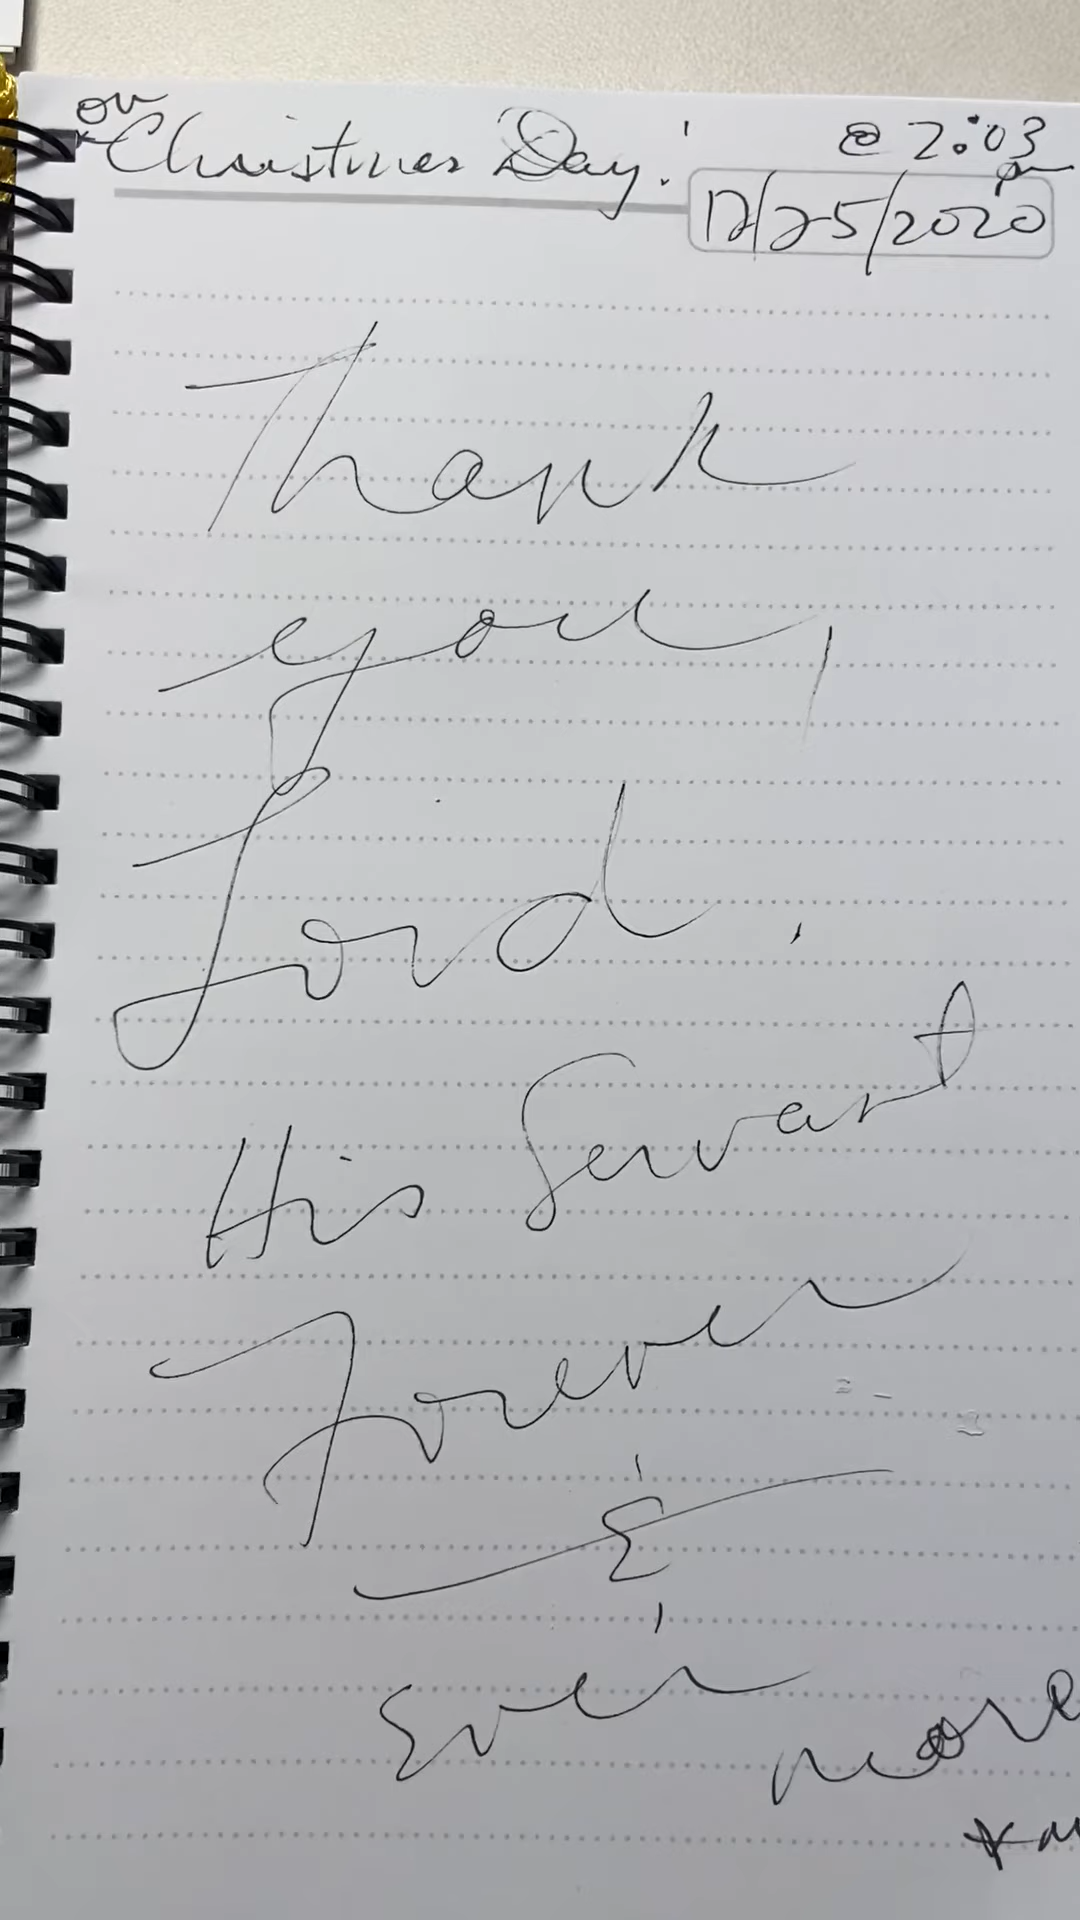 on
Christmas Day!
@ 2:03
pm
12/25/2020
Thank
you,
Lord.
His Servant
Forever
&
Ever more